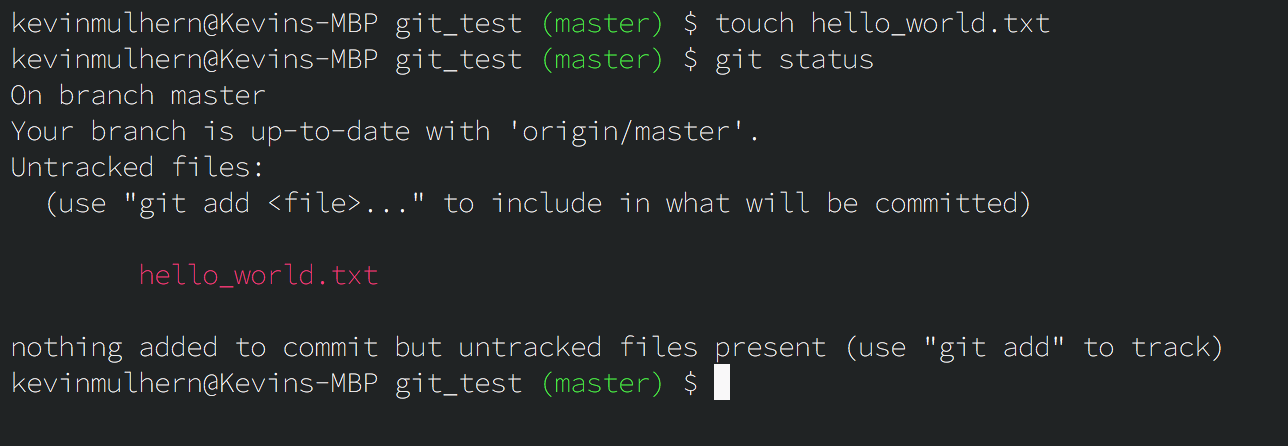 kevinmulhern@Kevins-MBP git_test (master) $ touch hello_world.txt
kevinmulhern@Kevins-MBP git_test (master) $ git status
On branch master
Your branch is up-to-date with 'origin/master'.
Untracked files:
  (use "git add <file>..." to include in what will be committed)
        hello_world.txt
nothing added to commit but untracked files present (use "git add" to track)
kevinmulhern@Kevins-MBP git_test (master) $